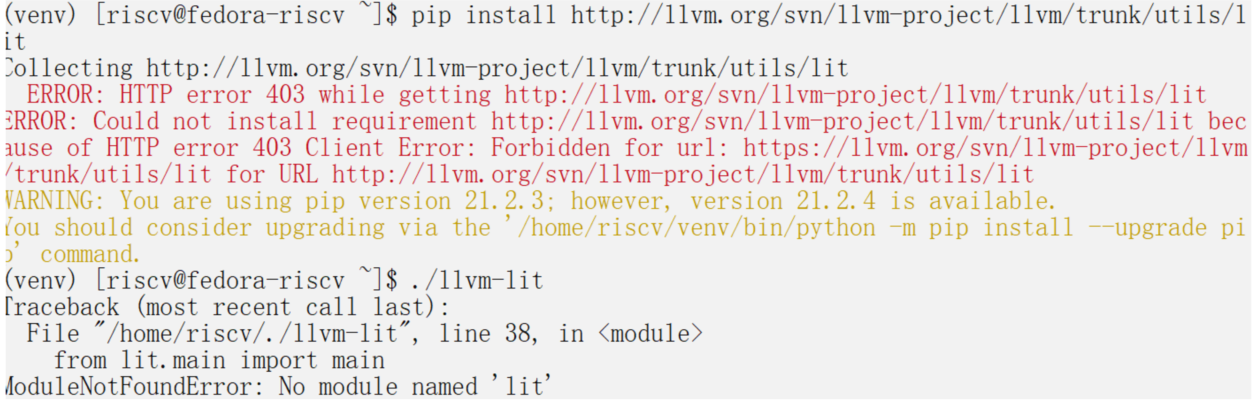 (venv) [riscv@fedora-riscv ~]$ pip install http://llvm.org/svn/llvm-project/llvm/trunk/utils/l
it
Collecting http://llvm.org/svn/llvm-project/llvm/trunk/utils/lit
  ERROR: HTTP error 403 while getting http://llvm.org/svn/llvm-project/llvm/trunk/utils/lit
ERROR: Could not install requirement http://llvm.org/svn/llvm-project/llvm/trunk/utils/lit bec
ause of HTTP error 403 Client Error: Forbidden for url: https://llvm.org/svn/llvm-project/llvm
/trunk/utils/lit for URL http://llvm.org/svn/llvm-project/llvm/trunk/utils/lit
WARNING: You are using pip version 21.2.3; however, version 21.2.4 is available.
You should consider upgrading via the '/home/riscv/venv/bin/python -m pip install --upgrade pi
p' command.
(venv) [riscv@fedora-riscv ~]$ ./llvm-lit
Traceback (most recent call last):
  File "/home/riscv/./llvm-lit", line 38, in <module>
    from lit.main import main
ModuleNotFoundError: No module named 'lit'